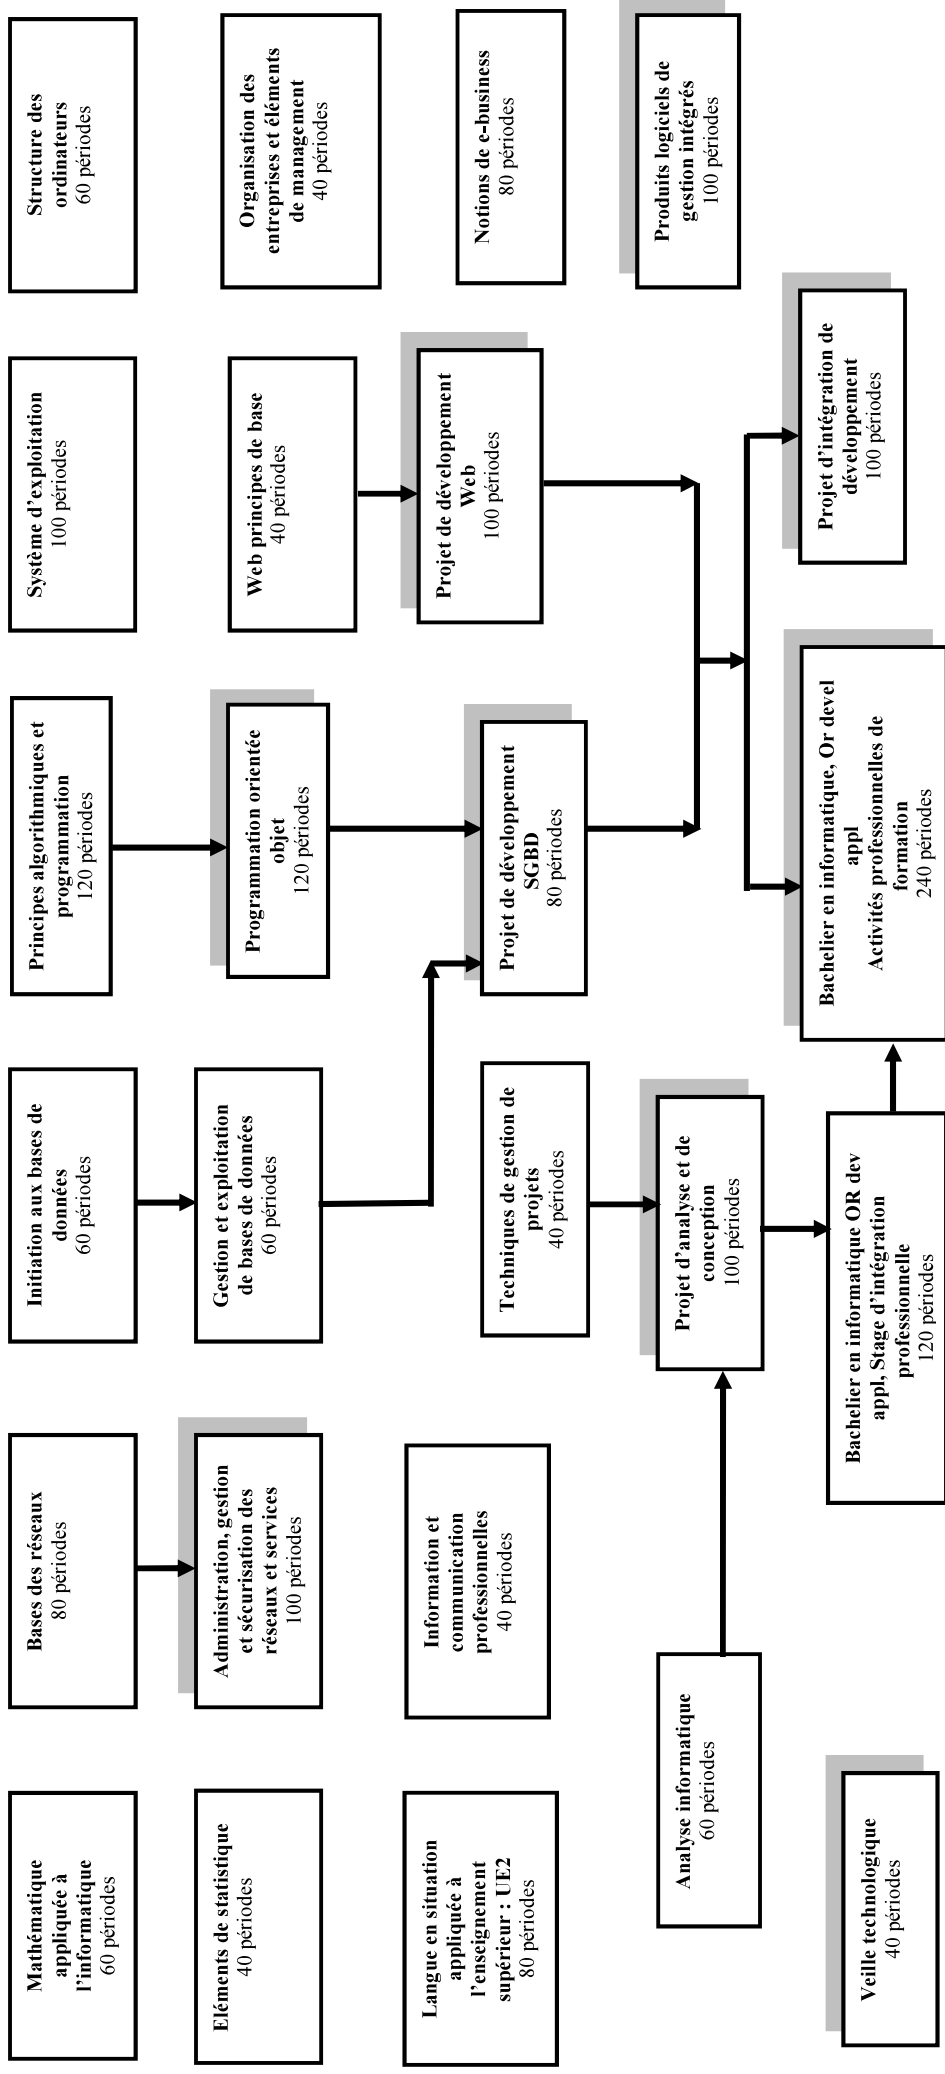 Mathématique
appliquée à
l'informatique
60 périodes
Bases des réseaux
80 périodes
Initiation aux bases de
données
60 périodes
Principes algorithmiques et
programmation
120 périodes
Système d'exploitation
100 périodes
Structure des
ordinateurs
60 périodes
Eléments de statistique
40 périodes
Administration, gestion
et sécurisation des
réseaux et services
100 périodes
Gestion et exploitation
de bases de données
60 périodes
Programmation orientée
objet
120 périodes
Web principes de base
40 périodes
Organisation des
entreprises et éléments
de management
40 périodes
Langue en situation
appliquée à
l'enseignement
supérieur : UE2
80 périodes
Information et
communication
professionnelles
40 périodes
Techniques de gestion de
projets
40 périodes
Projet de développement
SGBD
80 périodes
Projet de développement
Web
100 périodes
Notions de e-business
80 périodes
Analyse informatique
60 périodes
Projet d'analyse et de
conception
100 périodes
Produits logiciels de
gestion intégrés
100 périodes
Veille technologique
40 périodes
Bachelier en informatique OR dev
appl, Stage d'intégration
professionnelle
120 périodes
Bachelier en informatique, Or devel
appl
Activités professionnelles de
formation
240 périodes
Projet d'intégration de
développement
100 périodes